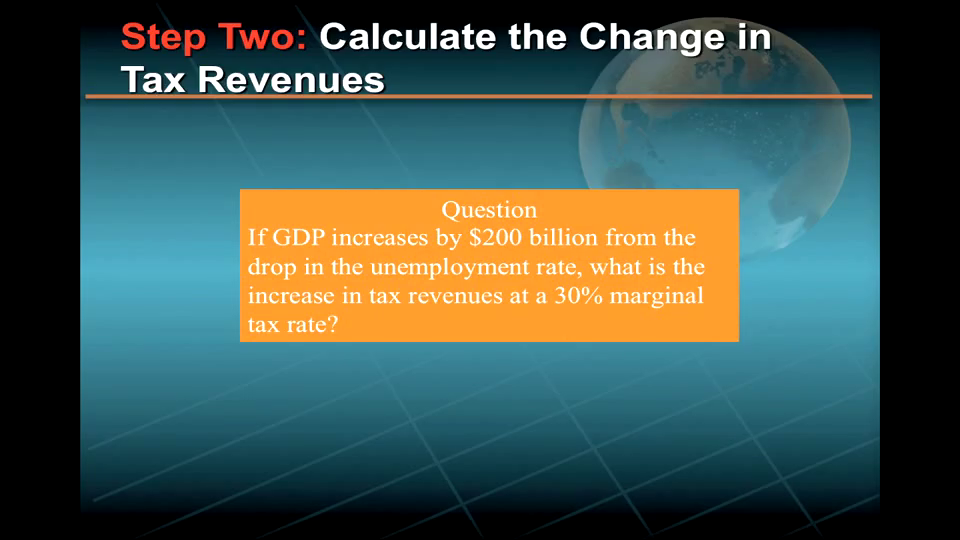 Step Two: Calculate the Change in
Tax Revenues
Question
If GDP increases by $200 billion from the
drop in the unemployment rate, what is the
increase in tax revenues at a 30% marginal
tax rate?